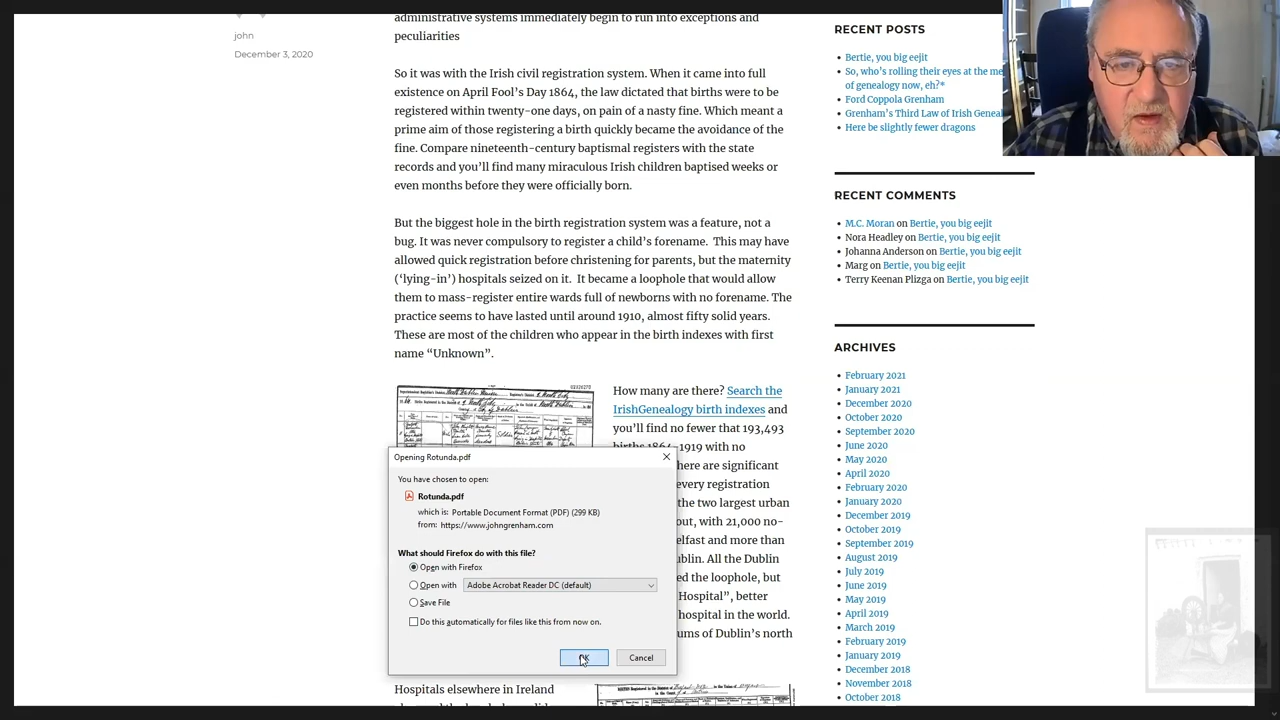 john
December 3, 2020
administrative systems immediately begin to run into exceptions and
peculiarities
So it was with the Irish civil registration system. When it came into full
existence on April Fool's Day 1864, the law dictated that births were to be
registered within twenty-one days, on pain of a nasty fine. Which meant a
prime aim of those registering a birth quickly became the avoidance of the
fine. Compare nineteenth-century baptismal registers with the state
records and you'll find many miraculous Irish children baptised weeks or
even months before they were officially born.
But the biggest hole in the birth registration system was a feature, not a
bug. It was never compulsory to register a child's forename. This may have
allowed quick registration before christening for parents, but the maternity
('lying-in') hospitals seized on it. It became a loophole that would allow
them to mass-register entire wards full of newborns with no forename. The
practice seems to have lasted until around 1910, almost fifty solid years.
These are most of the children who appear in the birth indexes with first
name “Unknown”.
How many are there? Search the
IrishGenealogy birth indexes and
you'll find no fewer that 193,493
births 1864-1919 with no
here are significant
every registration
the two largest urban
out, with 21,000 no-
elfast and more than
ublin. All the Dublin
ed the loophole, but
Hospital”, better
hospital in the world.
ums of Dublin's north
Hospitals elsewhere in Ireland
Opening Rotunda.pdf
You have chosen to open:
Rotunda.pdf
which is: Portable Document Format (PDF) (299 KB)
from: https://www.johngrenham.com
What should Firefox do with this file?
Open with Firefox
Open with Adobe Acrobat Reader DC (default)
Save File
Do this automatically for files like this from now on.
OK Cancel
RECENT POSTS
Bertie, you big eejit
So, who's rolling their eyes at the me
of genealogy now, eh?*
Ford Coppola Grenham
Grenham's Third Law of Irish Geneal
Here be slightly fewer dragons
RECENT COMMENTS
M.C. Moran on Bertie, you big eejit
Nora Headley on Bertie, you big eejit
Johanna Anderson on Bertie, you big eejit
Marg on Bertie, you big eejit
Terry Keenan Plizga on Bertie, you big eejit
ARCHIVES
February 2021
January 2021
December 2020
October 2020
September 2020
June 2020
May 2020
April 2020
February 2020
January 2020
December 2019
October 2019
September 2019
August 2019
July 2019
June 2019
May 2019
April 2019
March 2019
February 2019
January 2019
December 2018
November 2018
October 2018